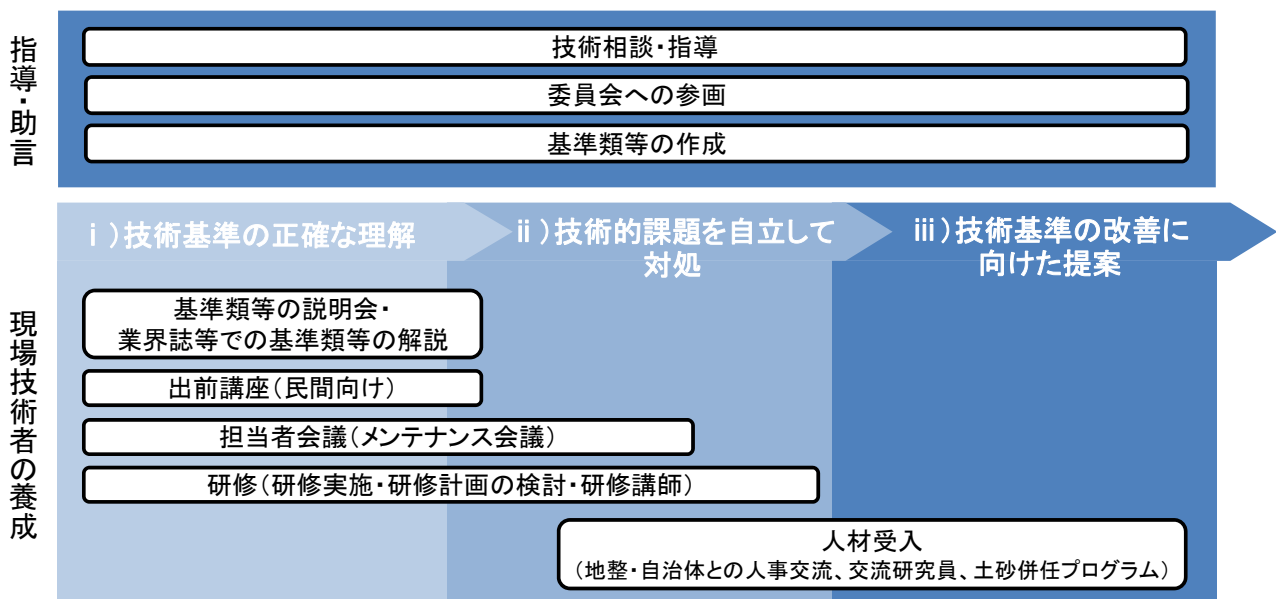 指導・助言
技術相談・指導
委員会への参画
基準類等の作成
ⅰ）技術基準の正確な理解
ⅱ）技術的課題を自立して
対処
ⅲ）技術基準の改善に
向けた提案
現場技術者の養成
基準類等の説明会・
業界誌等での基準類等の解説
出前講座（民間向け）
担当者会議（メンテナンス会議）
研修（研修実施・研修計画の検討・研修講師）
人材受入
（地整・自治体との人事交流、交流研究員、土砂併任プログラム）